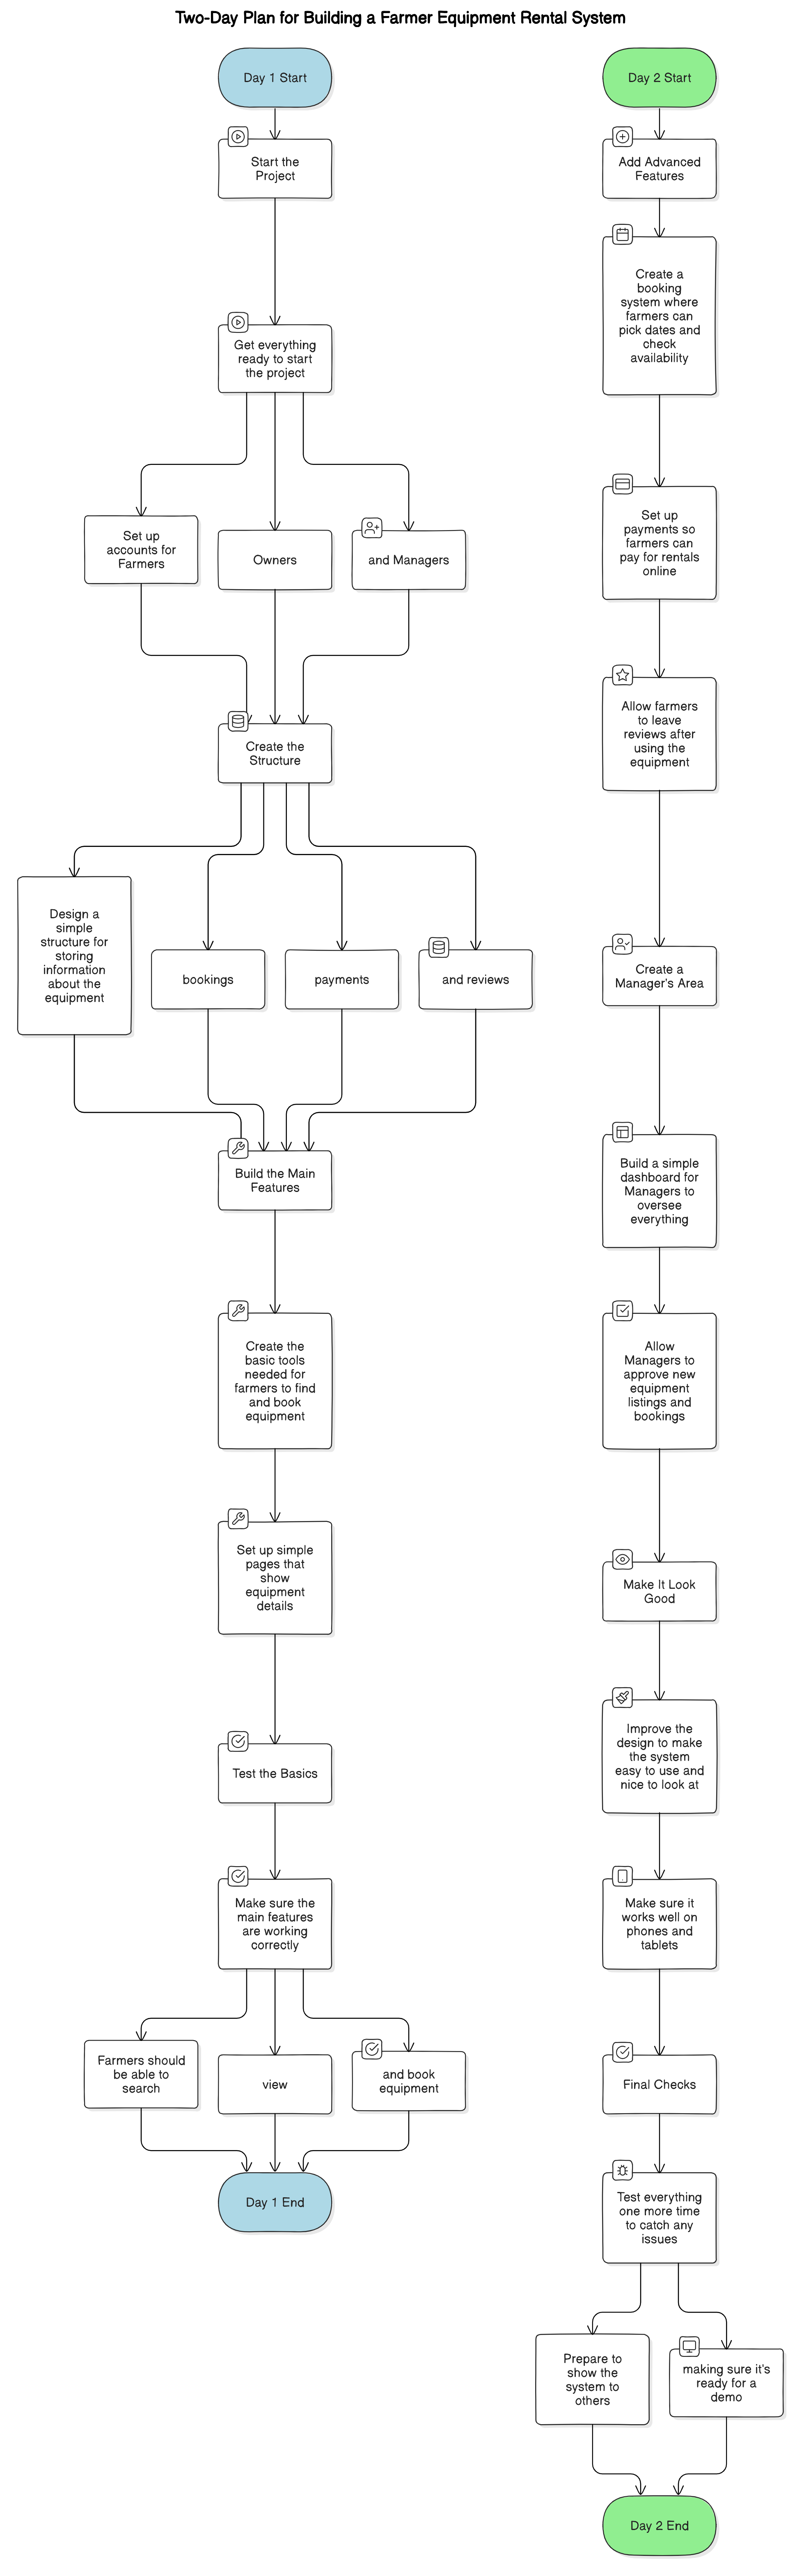 Two-Day Plan for Building a Farmer Equipment Rental System
Day 1 Start
Start the
Project
Get everything
ready to start
the project
Set up
accounts for
Farmers
Owners
and Managers
Create the
Structure
Design a
simple
structure for
storing
information
about the
equipment
bookings
payments
and reviews
Build the Main
Features
Create the
basic tools
needed for
farmers to find
and book
equipment
Set up simple
pages that
show
equipment
details
Test the Basics
Make sure the
main features
are working
correctly
Farmers should
be able to
search
view
and book
equipment
Day 1 End
Day 2 Start
Add Advanced
Features
Create a
booking
system where
farmers can
pick dates and
check
availability
Set up
payments so
farmers can
pay for rentals
online
Allow farmers
to leave
reviews after
using the
equipment
Create a
Manager's Area
Build a simple
dashboard for
Managers to
oversee
everything
Allow
Managers to
approve new
equipment
listings and
bookings
Make It Look
Good
Improve the
design to make
the system
easy to use and
nice to look at
Make sure it
works well on
phones and
tablets
Final Checks
Test everything
one more time
to catch any
issues
Prepare to
show the
system to
others
making sure it's
ready for a
demo
Day 2 End